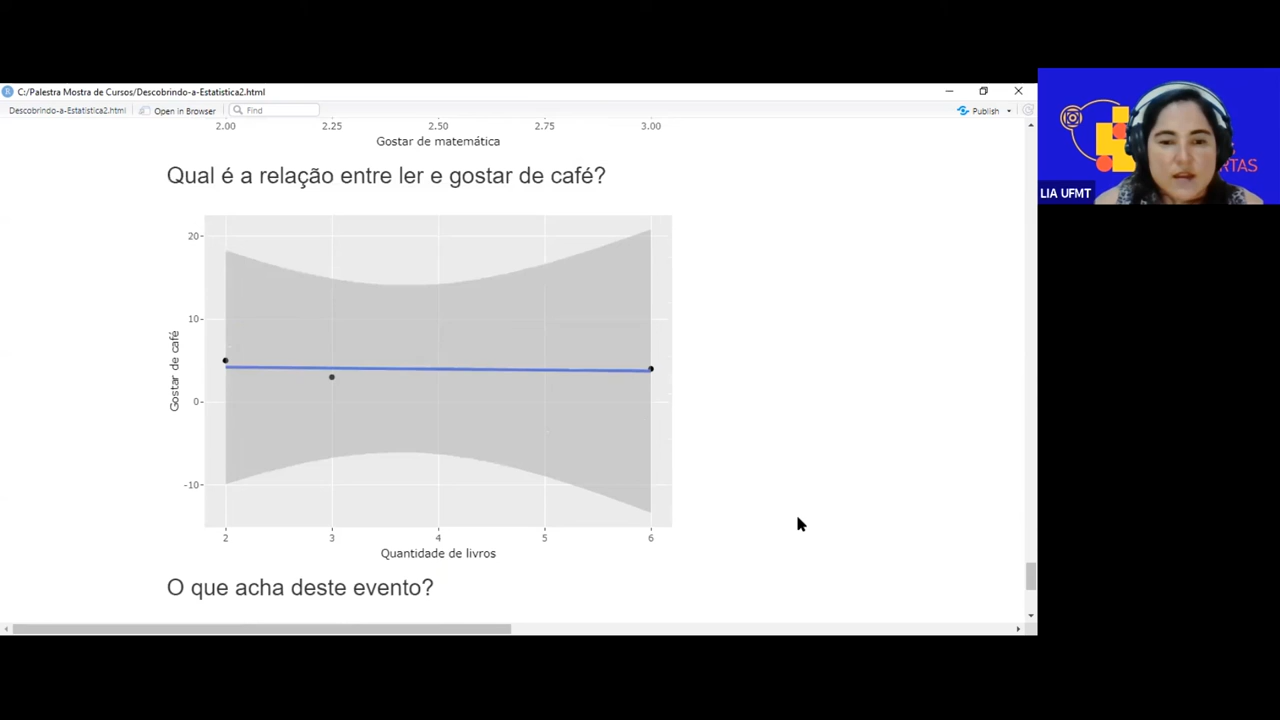 C:/Palestra Mostra de Cursos/Descobrindo-a-Estatistica2.html
Descobrindo-a-Estatistica2.html
Open in Browser
Find
Publish
2.00 2.25 2.50 2.75 3.00
Gostar de matemática
Qual é a relação entre ler e gostar de café?
20
10
0
-10
Gostar de café
2 3 4 5 6
Quantidade de livros
O que acha deste evento?
ERTAS
LIA UFMT